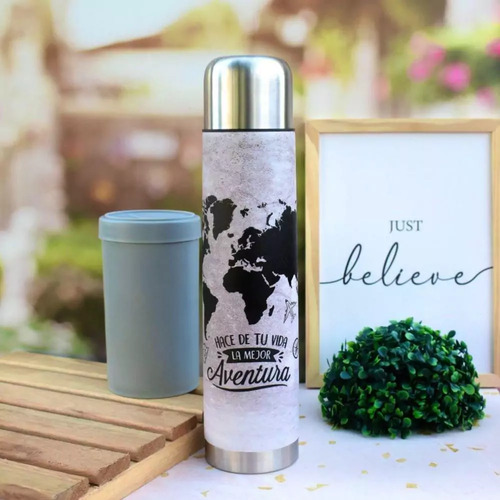 HACE DE TU VIDA
LA MEJOR
Aventura
JUST
believe